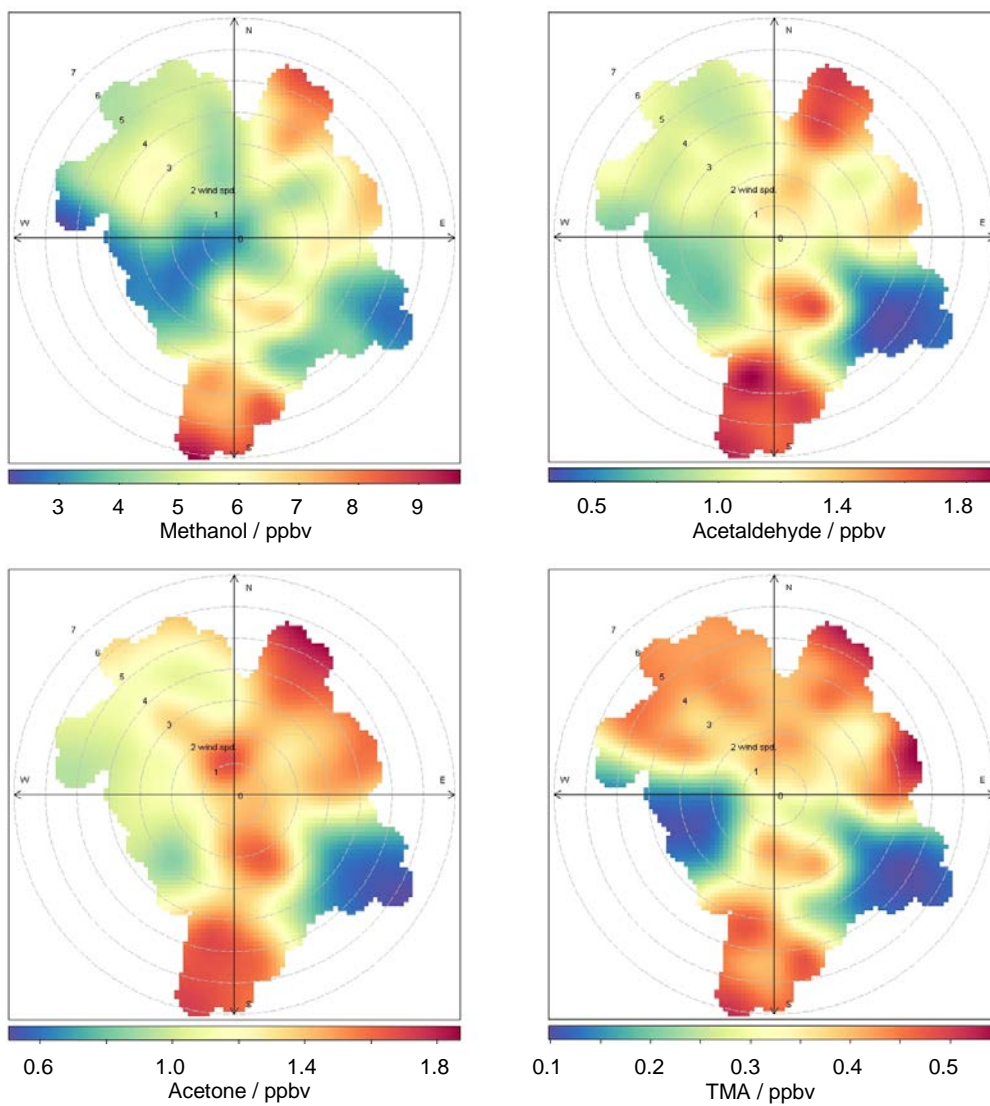 N
7
6
5
4
3
2 wind spd.
1
W
0
E
S
3 4 5 6 7 8 9
Methanol / ppbv
N
7
6
5
4
3
2 wind spd.
1
W
0
E
S
0.5 1.0 1.4 1.8
Acetaldehyde / ppbv
N
7
6
5
4
3
2 wind spd.
1
W
0
E
S
0.6 1.0 1.4 1.8
Acetone / ppbv
N
7
6
5
4
3
2 wind spd.
1
W
0
E
S
0.1 0.2 0.3 0.4 0.5
TMA / ppbv